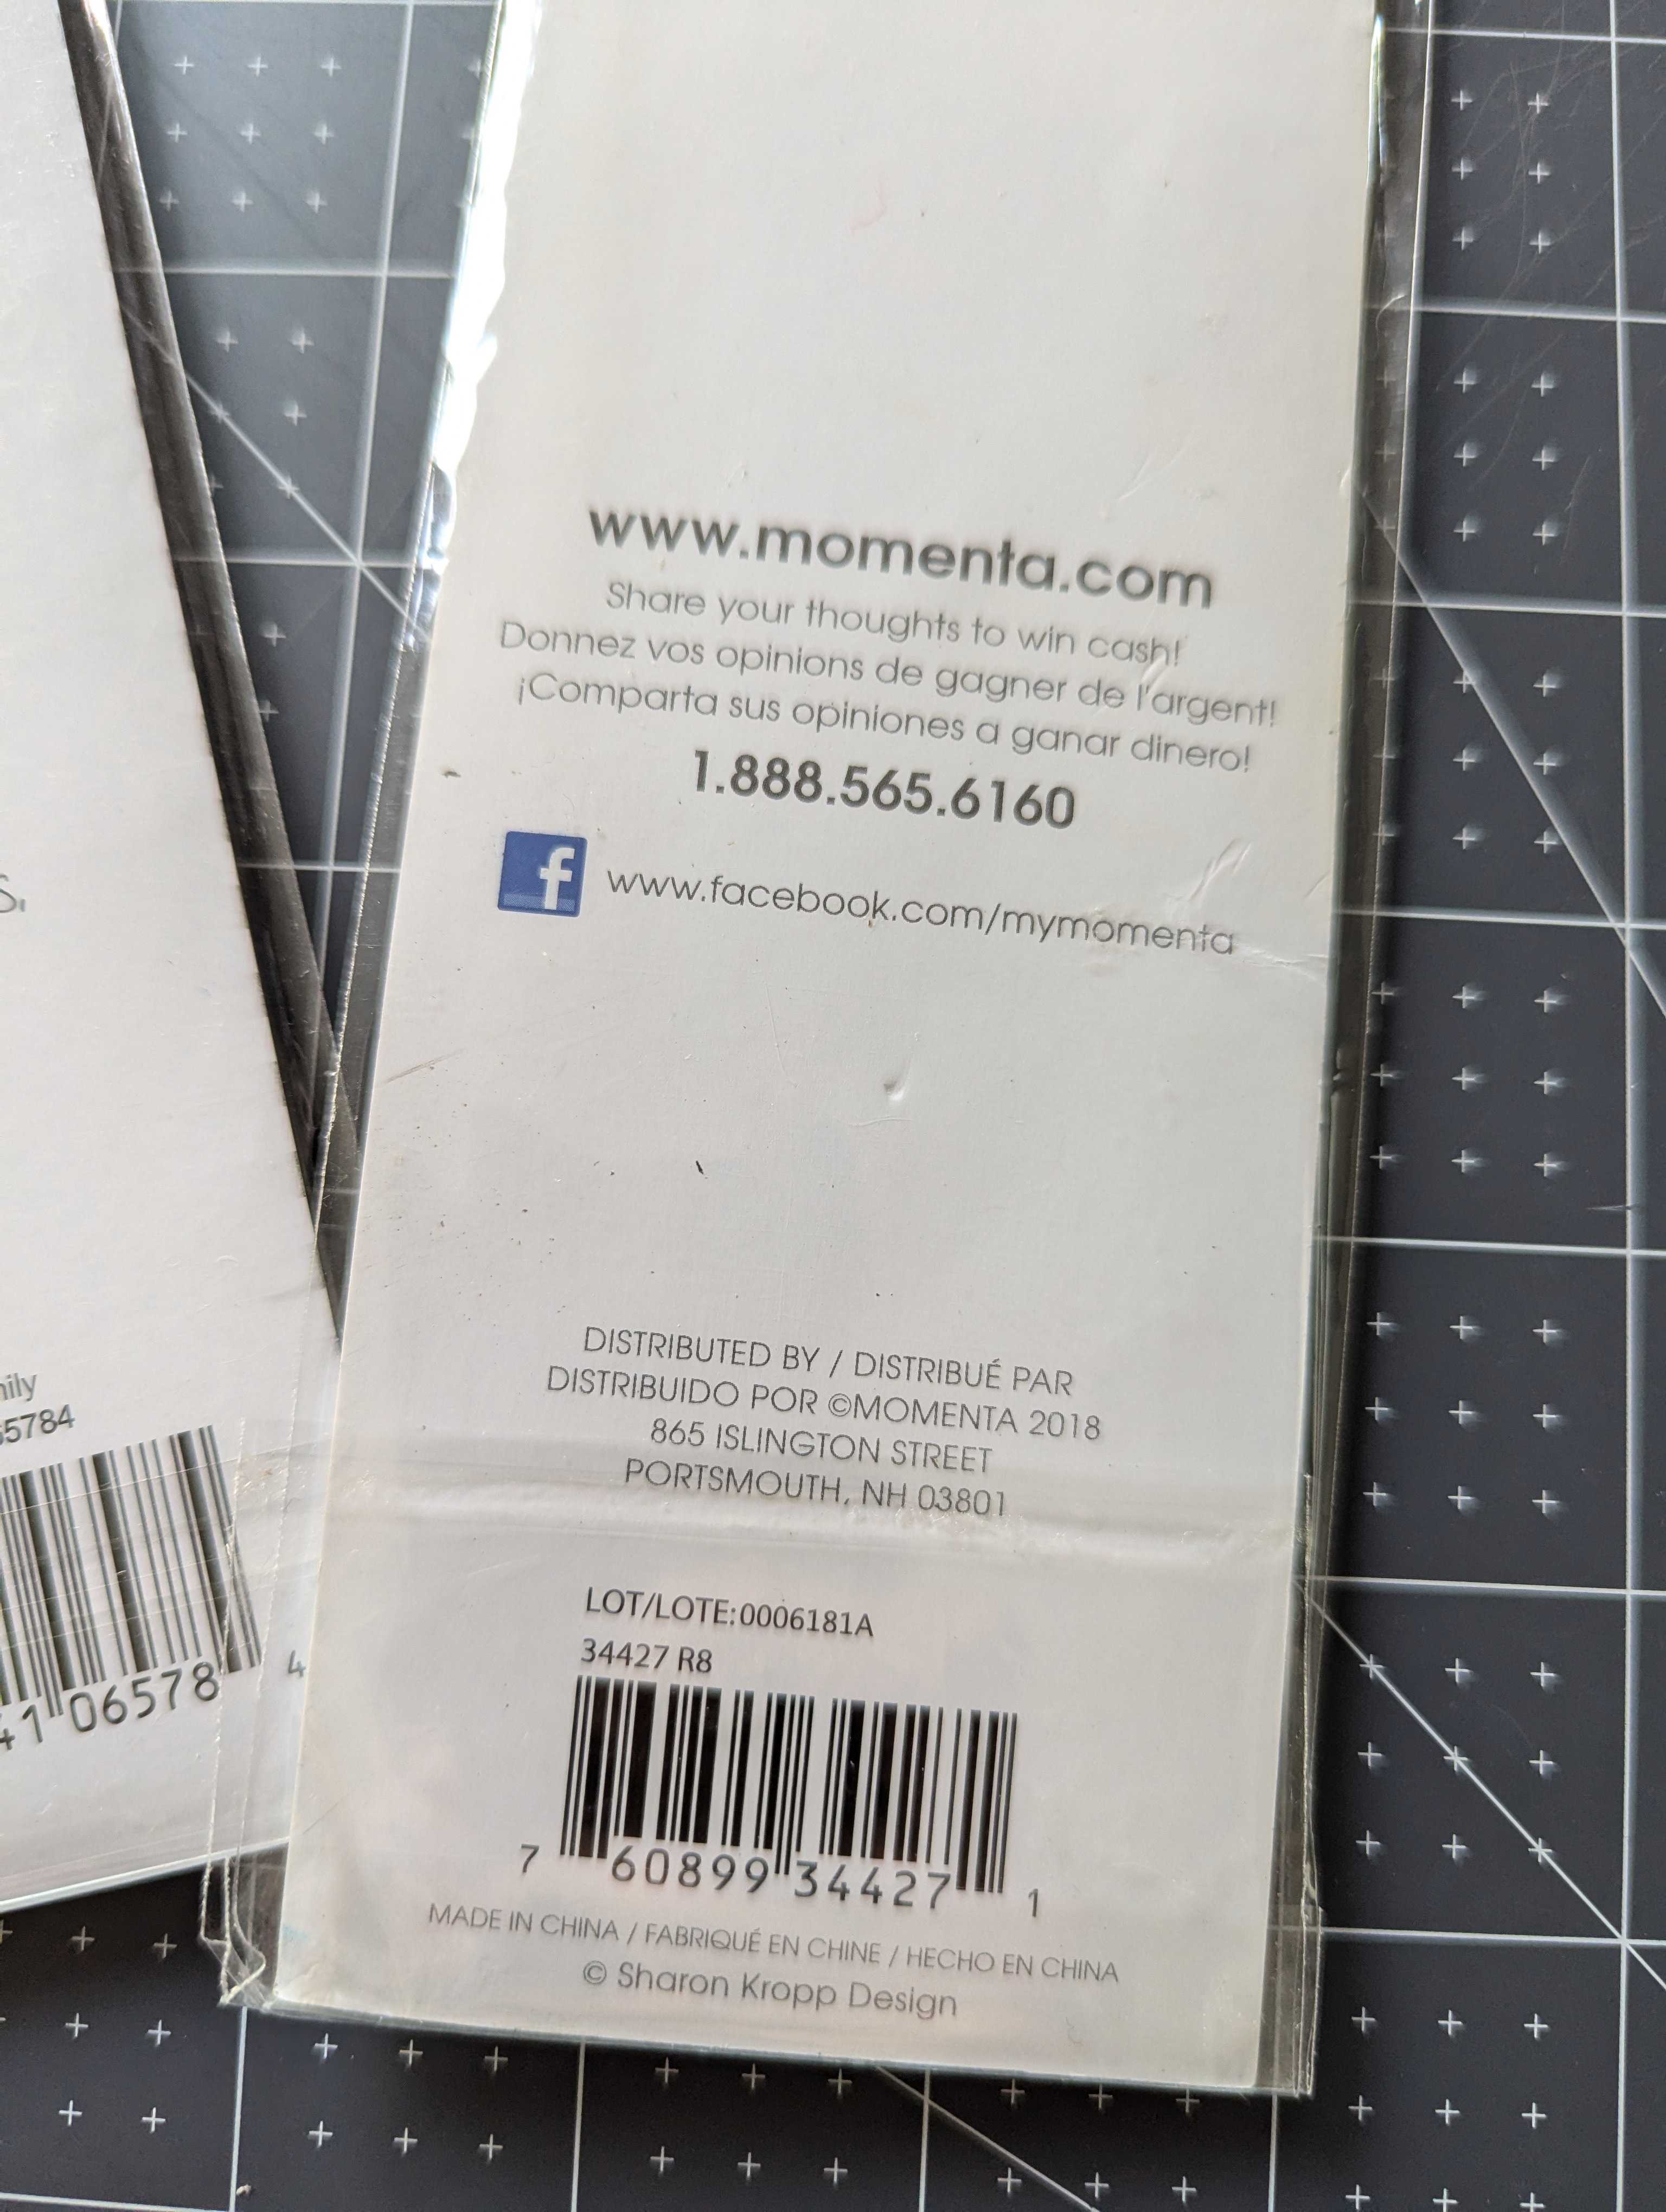 www.momenta.com
Share your thoughts to win cash!
Donnez vos opinions de gagner de l'argent!
¡Comparta sus opiniones a ganar dinero!
1.888.565.6160
f www.facebook.com/mymomenta
DISTRIBUTED BY / DISTRIBUÉ PAR
DISTRIBUIDO POR ©MOMENTA 2018
865 ISLINGTON STREET
PORTSMOUTH, NH 03801
LOT/LOTE:0006181A
34427 R8
7 60899 34427 1
MADE IN CHINA / FABRIQUÉ EN CHINE / HECHO EN CHINA
© Sharon Kropp Design
5784
41 06578 4